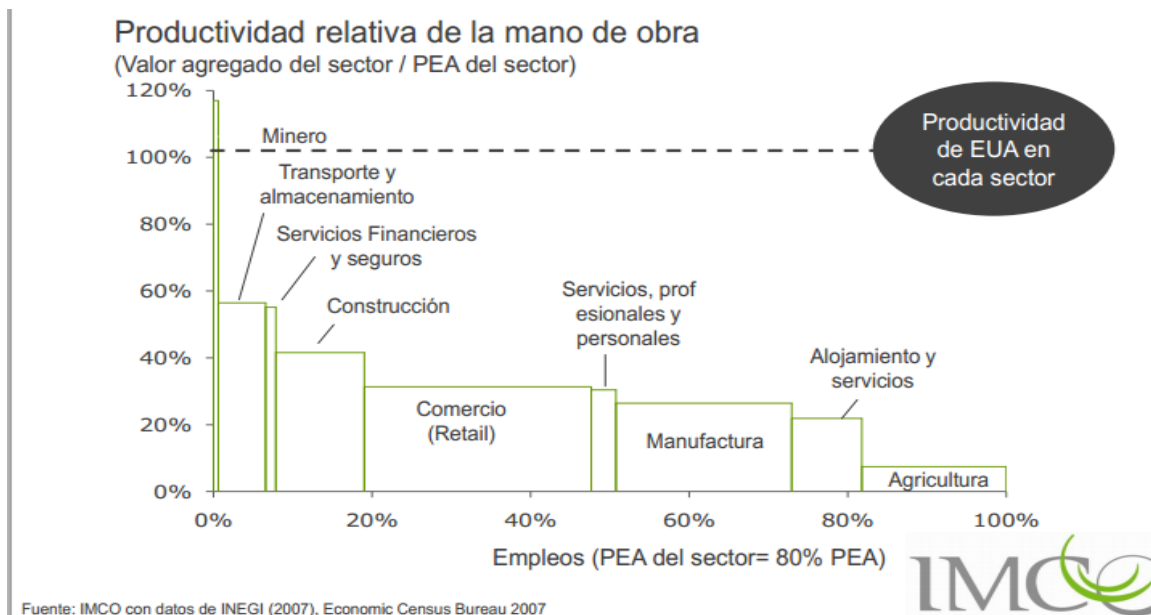 Productividad relativa de la mano de obra
(Valor agregado del sector / PEA del sector)
120%
100%
80%
60%
40%
20%
0%
Minero
Transporte y
almacenamiento
Servicios Financieros
y seguros
Construcción
Comercio
(Retail)
Servicios, prof
esionales y
personales
Manufactura
Alojamiento y
servicios
Agricultura
Productividad
de EUA en
cada sector
0%
20%
40%
60%
80%
100%
Empleos (PEA del sector= 80% PEA)
IMCO
Fuente: IMCO con datos de INEGI (2007), Economic Census Bureau 2007